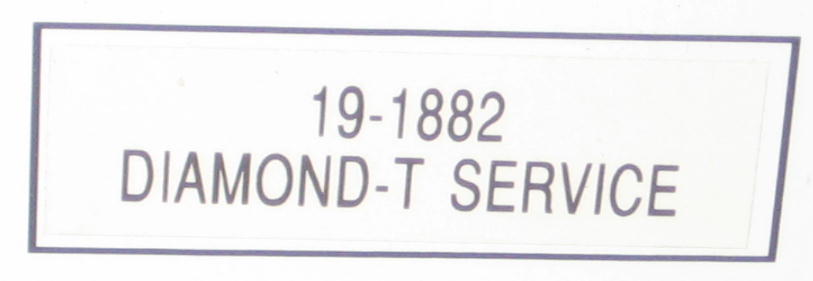 19-1882
DIAMOND-T SERVICE